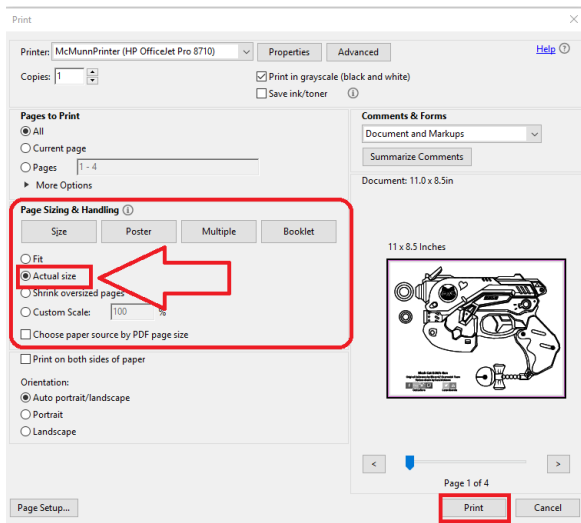 Print
Printer: McMunnPrinter (HP OfficeJet Pro 8710) Properties Advanced Help
Copies: 1 Print in grayscale (black and white)
Save ink/toner
Pages to Print
All
Current page
Pages 1 - 4
More Options
Page Sizing & Handling
Size Poster Multiple Booklet
Fit
Actual size
Shrink oversized pages
Custom Scale: 100 %
Choose paper source by PDF page size
Print on both sides of paper
Orientation:
Auto portrait/landscape
Portrait
Landscape
Comments & Forms
Document and Markups
Summarize Comments
Document: 11.0 x 8.5in
11 x 8.5 Inches
< >
Page 1 of 4
Page Setup... Print Cancel